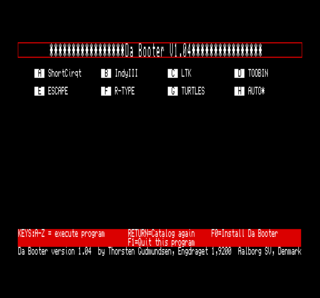 *****************Da Booter V1.04****************
A ShortCirqt B IndyIII C LTK D TOOBIN
E ESCAPE F R-TYPE G TURTLES H AUTO*
KEYS:A-Z = execute program RETURN=Catalog again F0=Install Da Booter
F1=Quit this program
Da Booter version 1.04 by Thorsten Gudmundsen, Engdraget 1,9200 Aalborg SV, Denmark